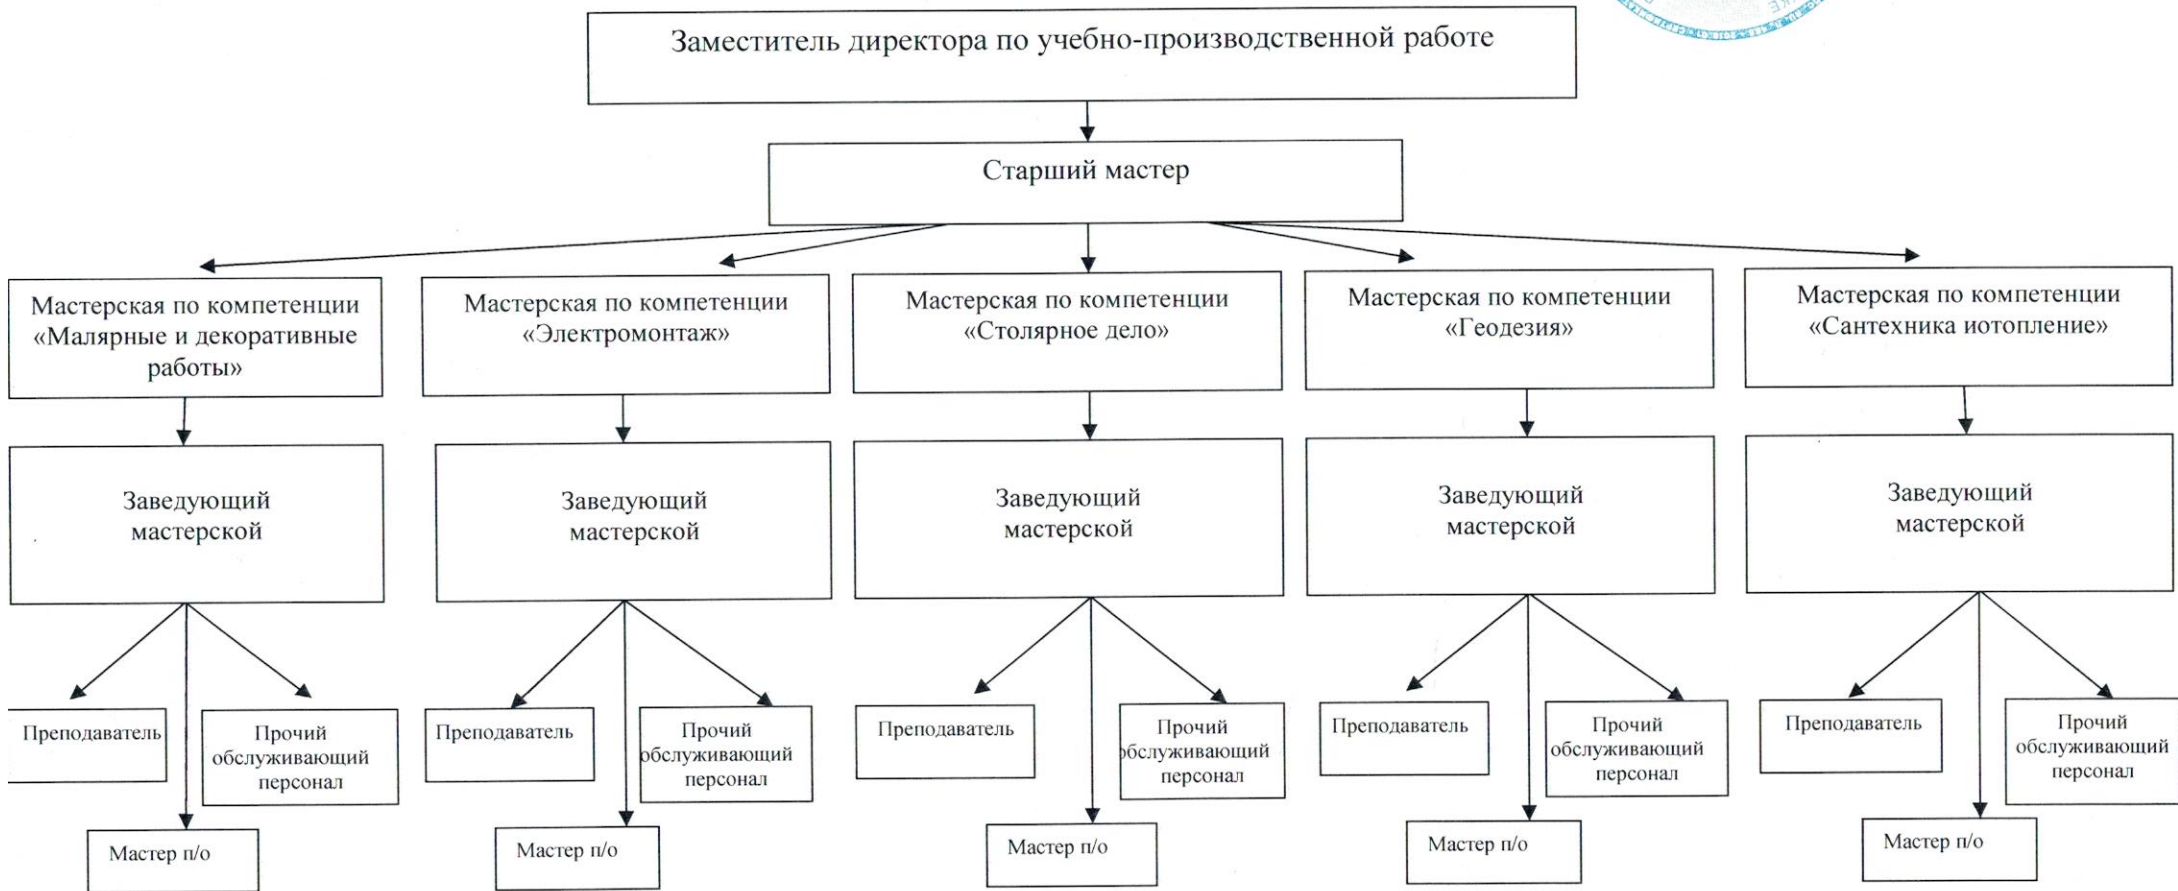 Заместитель директора по учебно-производственной работе
Старший мастер
Мастерская по компетенции
«Малярные и декоративные
работы»
Мастерская по компетенции
«Электромонтаж»
Мастерская по компетенции
«Столярное дело»
Мастерская по компетенции
«Геодезия»
Мастерская по компетенции
«Сантехника иотопление»
Заведующий
мастерской
Заведующий
мастерской
Заведующий
мастерской
Заведующий
мастерской
Заведующий
мастерской
Преподаватель
Прочий
обслуживающий
персонал
Преподаватель
Прочий
обслуживающий
персонал
Преподаватель
Прочий
обслуживающий
персонал
Преподаватель
Прочий
обслуживающий
персонал
Преподаватель
Прочий
обслуживающий
персонал
Мастер п/о
Мастер п/о
Мастер п/о
Мастер п/о
Мастер п/о